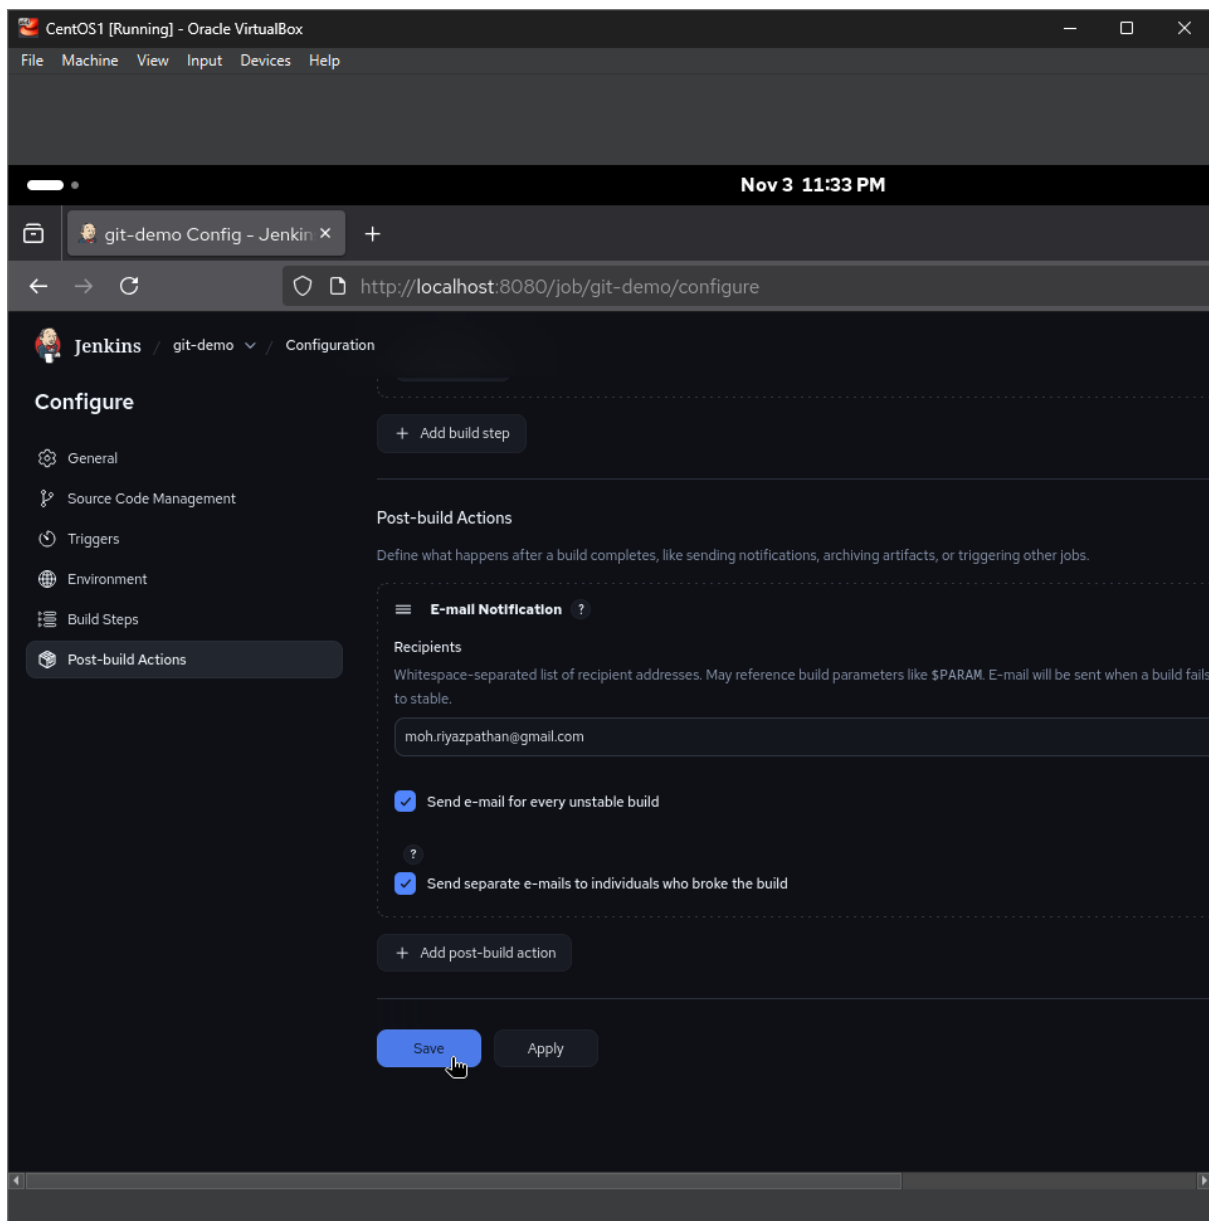 CentOS1 [Running] - Oracle VirtualBox
File Machine View Input Devices Help
Nov 3 11:33 PM
git-demo Config - Jenkin
http://localhost:8080/job/git-demo/configure
Jenkins / git-demo / Configuration
Configure
General
Source Code Management
Triggers
Environment
Build Steps
Post-build Actions
+ Add build step
Post-build Actions
Define what happens after a build completes, like sending notifications, archiving artifacts, or triggering other jobs.
E-mail Notification ?
Recipients
Whitespace-separated list of recipient addresses. May reference build parameters like $PARAM. E-mail will be sent when a build fails
to stable.
moh.riyazpathan@gmail.com
Send e-mail for every unstable build
?
Send separate e-mails to individuals who broke the build
+ Add post-build action
Save Apply